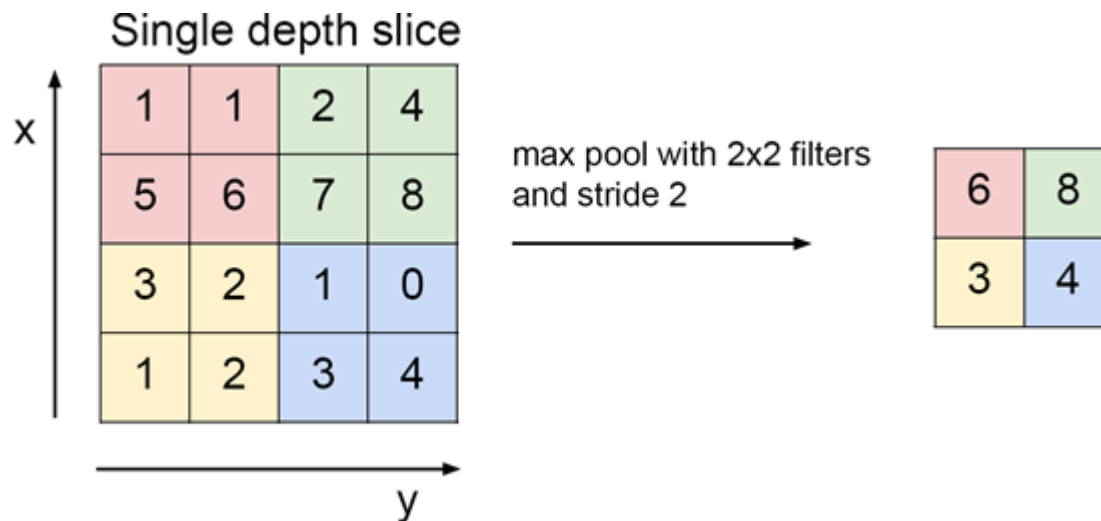 Single depth slice
x
1 1 2 4
5 6 7 8
3 2 1 0
1 2 3 4
y
max pool with 2x2 filters
and stride 2
6 8
3 4